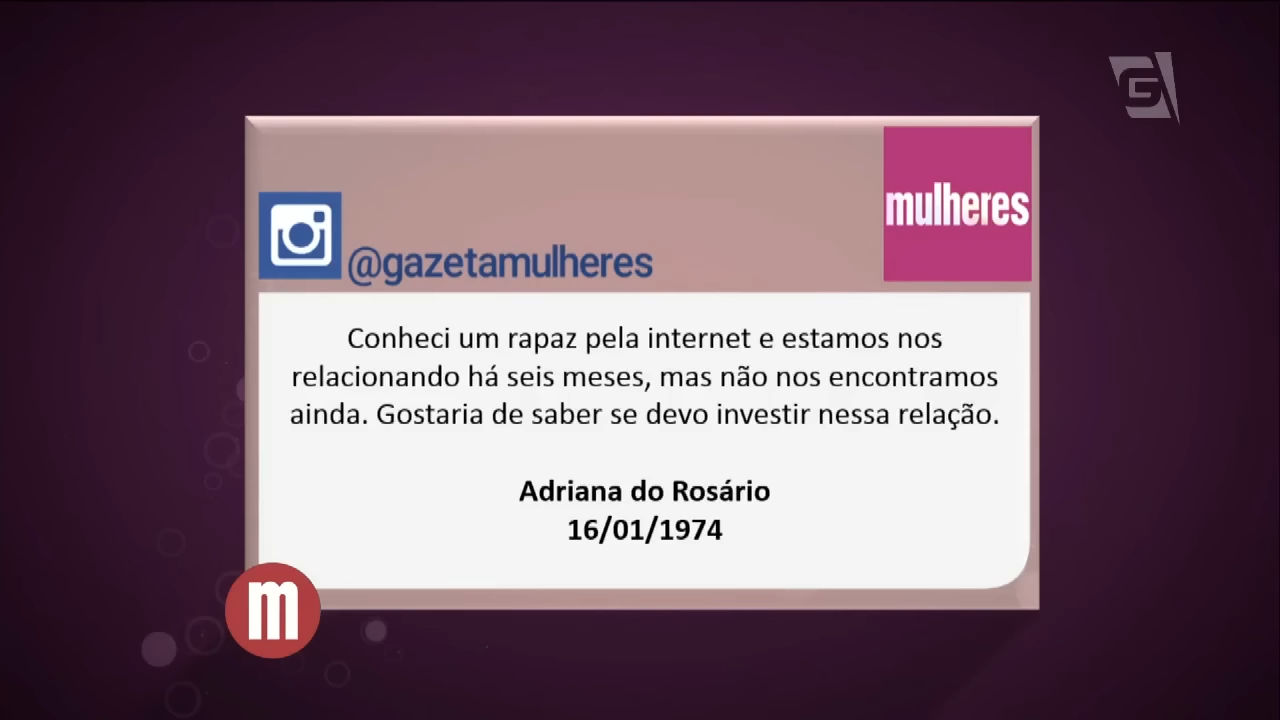 G
mulheres
@gazetamulheres
Conheci um rapaz pela internet e estamos nos
relacionando há seis meses, mas não nos encontramos
ainda. Gostaria de saber se devo investir nessa relação.
Adriana do Rosário
16/01/1974
m